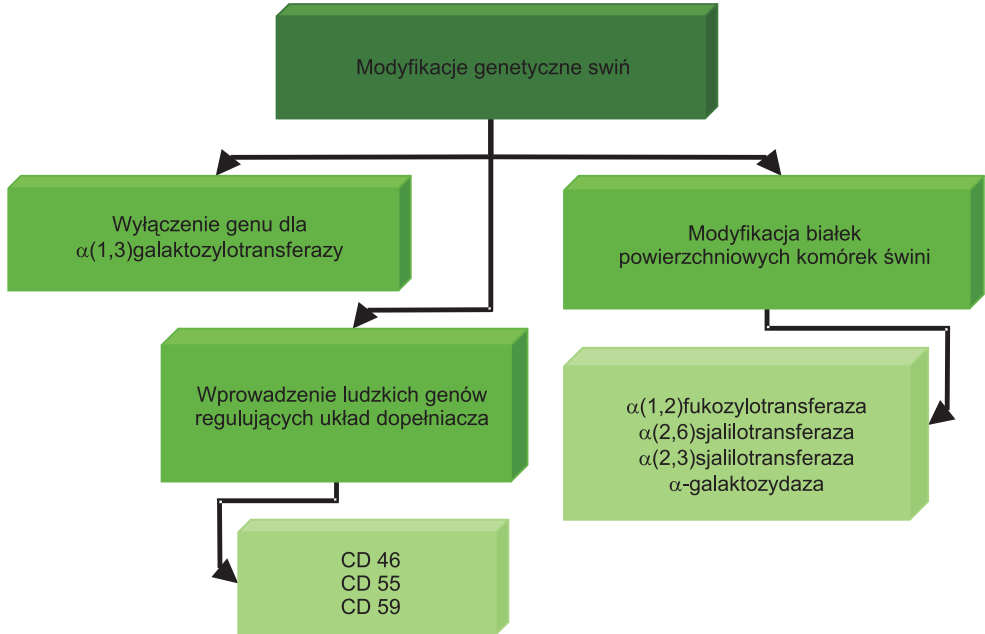 Modyfikacje genetyczne swiń
Wyłączenie genu dla
α(1,3)galaktozylotransferazy
Modyfikacja białek
powierzchniowych komórek świni
Wprowadzenie ludzkich genów
regulujących układ dopełniacza
α(1,2)fukozylotransferaza
α(2,6)sjalilotransferaza
α(2,3)sjalilotransferaza
α-galaktozydaza
CD 46
CD 55
CD 59